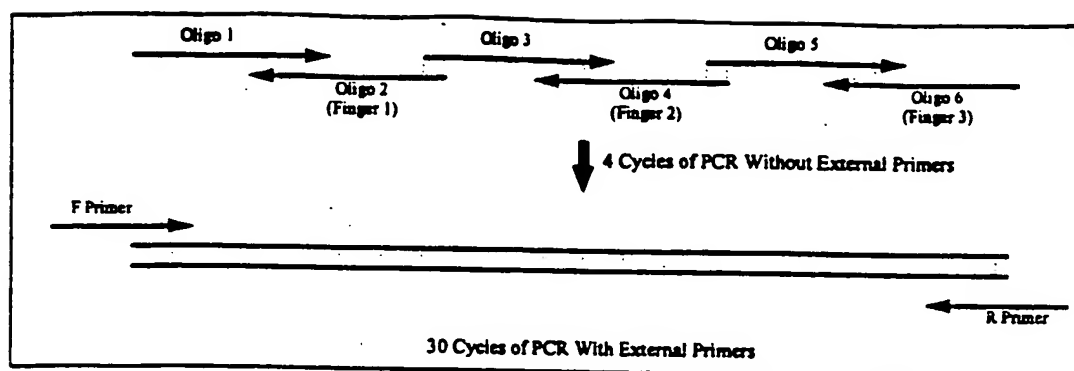 Oligo 1
Oligo 3
Oligo 5
Oligo 2
(Finger 1)
Oligo 4
(Finger 2)
Oligo 6
(Finger 3)
4 Cycles of PCR Without External Primers
F Primer
R Primer
30 Cycles of PCR With External Primers